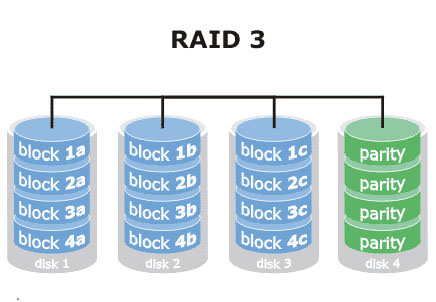 RAID 3
block 1a block 1b block 1c parity
block 2a block 2b block 2c parity
block 3a block 3b block 3c parity
block 4a block 4b block 4c parity
disk 1 disk 2 disk 3 disk 4